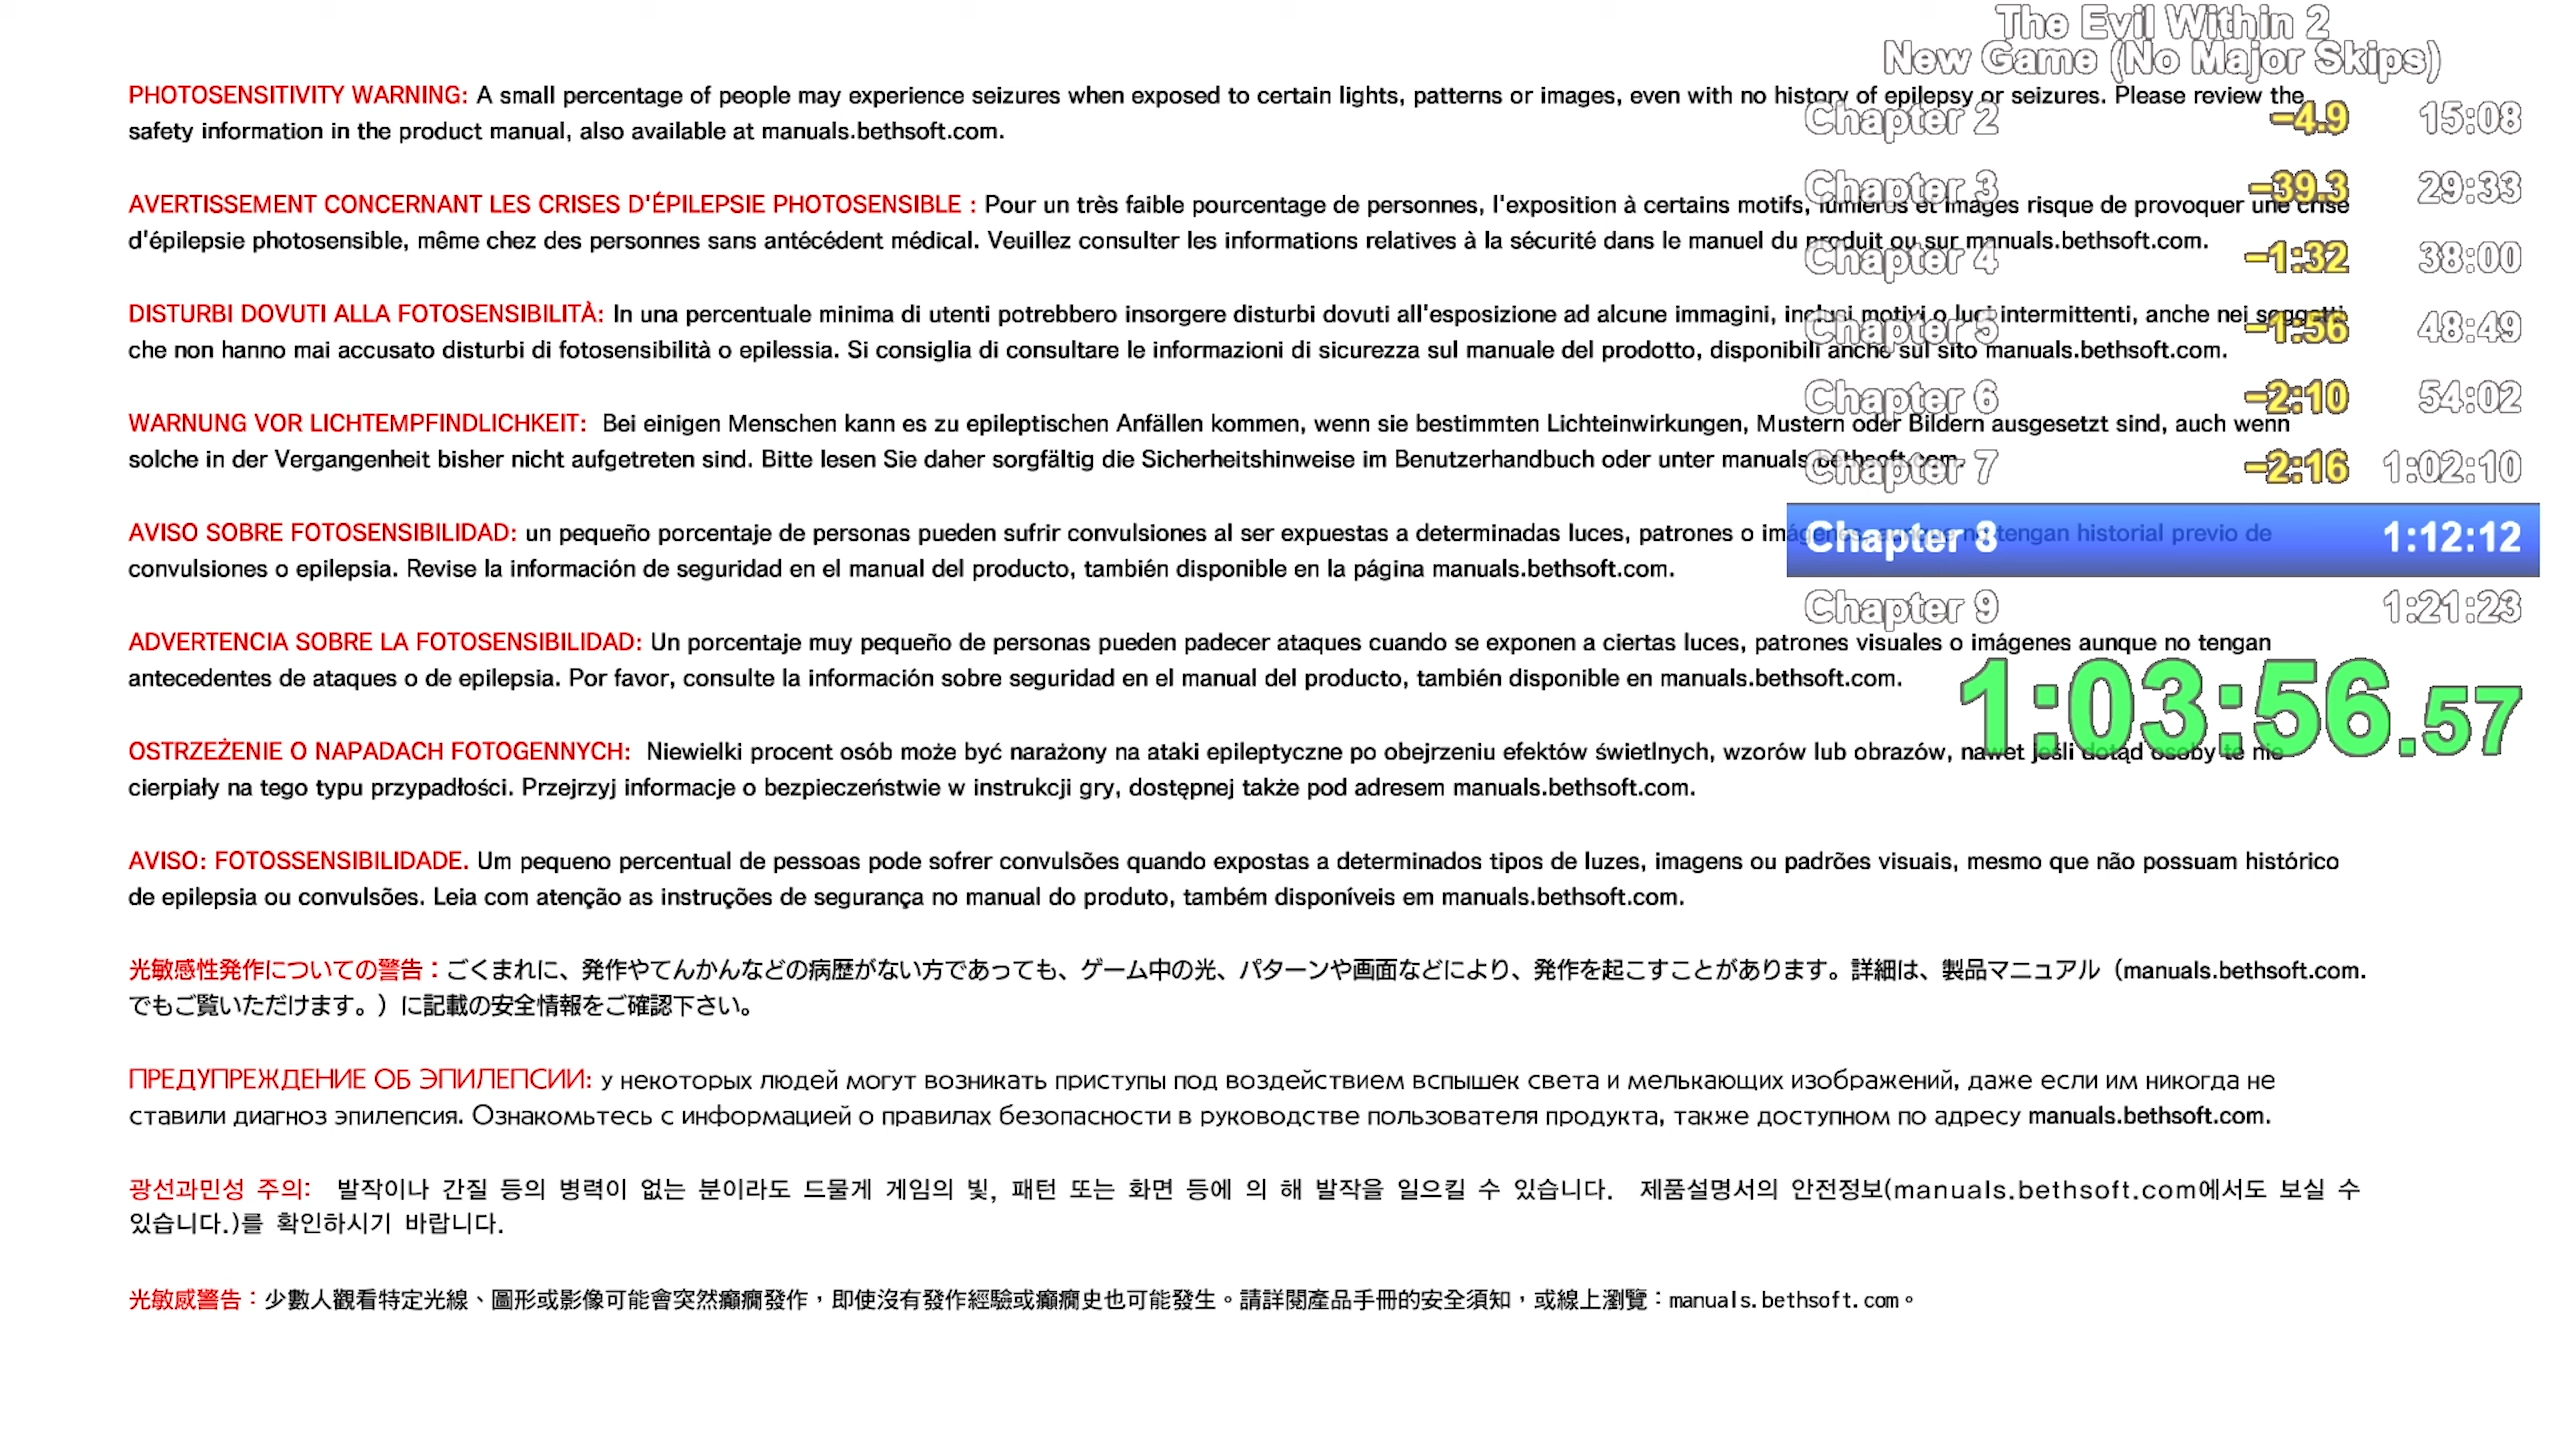 The Evil Within 2
New Game (No Major Skips)
PHOTOSENSITIVITY WARNING: A small percentage of people may experience seizures when exposed to certain lights, patterns or images, even with no history of epilepsy or seizures. Please review the
safety information in the product manual, also available at manuals.bethsoft.com.
Chapter 2 −4.9 15:08
AVERTISSEMENT CONCERNANT LES CRISES D'ÉPILEPSIE PHOTOSENSIBLE : Pour un très faible pourcentage de personnes, l'exposition à certains motifs, lumières et images risque de provoquer une crise
d'épilepsie photosensible, même chez des personnes sans antécédent médical. Veuillez consulter les informations relatives à la sécurité dans le manuel du produit ou sur manuals.bethsoft.com.
Chapter 3 −39.3 29:33
Chapter 4 −1:32 38:00
DISTURBI DOVUTI ALLA FOTOSENSIBILITÀ: In una percentuale minima di utenti potrebbero insorgere disturbi dovuti all'esposizione ad alcune immagini, inclusi motivi o luci intermittenti, anche nei soggetti
che non hanno mai accusato disturbi di fotosensibilità o epilessia. Si consiglia di consultare le informazioni di sicurezza sul manuale del prodotto, disponibili anche sul sito manuals.bethsoft.com.
Chapter 5 −1:56 48:49
WARNUNG VOR LICHTEMPFINDLICHKEIT: Bei einigen Menschen kann es zu epileptischen Anfällen kommen, wenn sie bestimmten Lichteinwirkungen, Mustern oder Bildern ausgesetzt sind, auch wenn
solche in der Vergangenheit bisher nicht aufgetreten sind. Bitte lesen Sie daher sorgfältig die Sicherheitshinweise im Benutzerhandbuch oder unter manuals.bethsoft.com.
Chapter 6 −2:10 54:02
Chapter 7 −2:16 1:02:10
AVISO SOBRE FOTOSENSIBILIDAD: un pequeño porcentaje de personas pueden sufrir convulsiones al ser expuestas a determinadas luces, patrones o imágenes, aunque no tengan historial previo de
convulsiones o epilepsia. Revise la información de seguridad en el manual del producto, también disponible en la página manuals.bethsoft.com.
Chapter 8 1:12:12
Chapter 9 1:21:23
ADVERTENCIA SOBRE LA FOTOSENSIBILIDAD: Un porcentaje muy pequeño de personas pueden padecer ataques cuando se exponen a ciertas luces, patrones visuales o imágenes aunque no tengan
antecedentes de ataques o de epilepsia. Por favor, consulte la información sobre seguridad en el manual del producto, también disponible en manuals.bethsoft.com.
1:03:56.57
OSTRZEŻENIE O NAPADACH FOTOGENNYCH: Niewielki procent osób może być narażony na ataki epileptyczne po obejrzeniu efektów świetlnych, wzorów lub obrazów, nawet jeśli dotąd osoby te nie
cierpiały na tego typu przypadłości. Przejrzyj informacje o bezpieczeństwie w instrukcji gry, dostępnej także pod adresem manuals.bethsoft.com.
AVISO: FOTOSSENSIBILIDADE. Um pequeno percentual de pessoas pode sofrer convulsões quando expostas a determinados tipos de luzes, imagens ou padrões visuais, mesmo que não possuam histórico
de epilepsia ou convulsões. Leia com atenção as instruções de segurança no manual do produto, também disponíveis em manuals.bethsoft.com.
光敏感性発作についての警告：ごくまれに、発作やてんかんなどの病歴がない方であっても、ゲーム中の光、パターンや画面などにより、発作を起こすことがあります。詳細は、製品マニュアル（manuals.bethsoft.com.
でもご覧いただけます。）に記載の安全情報をご確認下さい。
ПРЕДУПРЕЖДЕНИЕ ОБ ЭПИЛЕПСИИ: у некоторых людей могут возникать приступы под воздействием вспышек света и мелькающих изображений, даже если им никогда не
ставили диагноз эпилепсия. Ознакомьтесь с информацией о правилах безопасности в руководстве пользователя продукта, также доступном по адресу manuals.bethsoft.com.
광선과민성 주의: 발작이나 간질 등의 병력이 없는 분이라도 드물게 게임의 빛, 패턴 또는 화면 등에 의 해 발작을 일으킬 수 있습니다. 제품설명서의 안전정보(manuals.bethsoft.com에서도 보실 수
있습니다.)를 확인하시기 바랍니다.
光敏感警告：少數人觀看特定光線、圖形或影像可能會突然癲癇發作，即使沒有發作經驗或癲癇史也可能發生。請詳閱產品手冊的安全須知，或線上瀏覽：manuals.bethsoft.com。